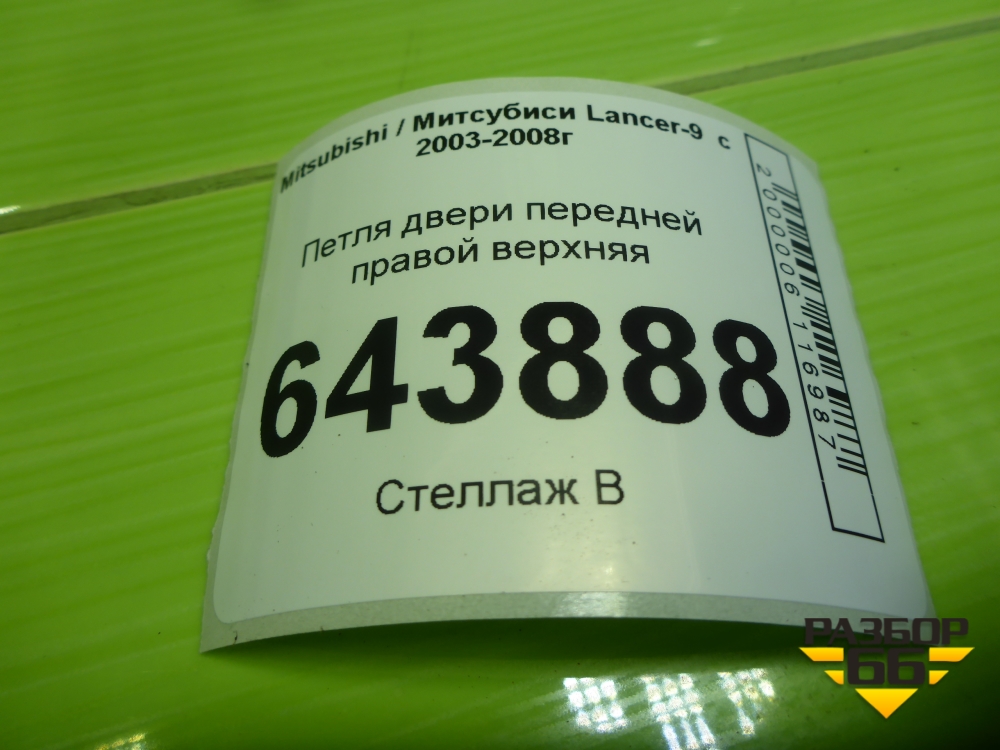 Mitsubishi / Митсубиси Lancer-9 с
2003-2008г
Петля двери передней
правой верхняя
643888
Стеллаж В
2000006116987
РАЗБОР
66